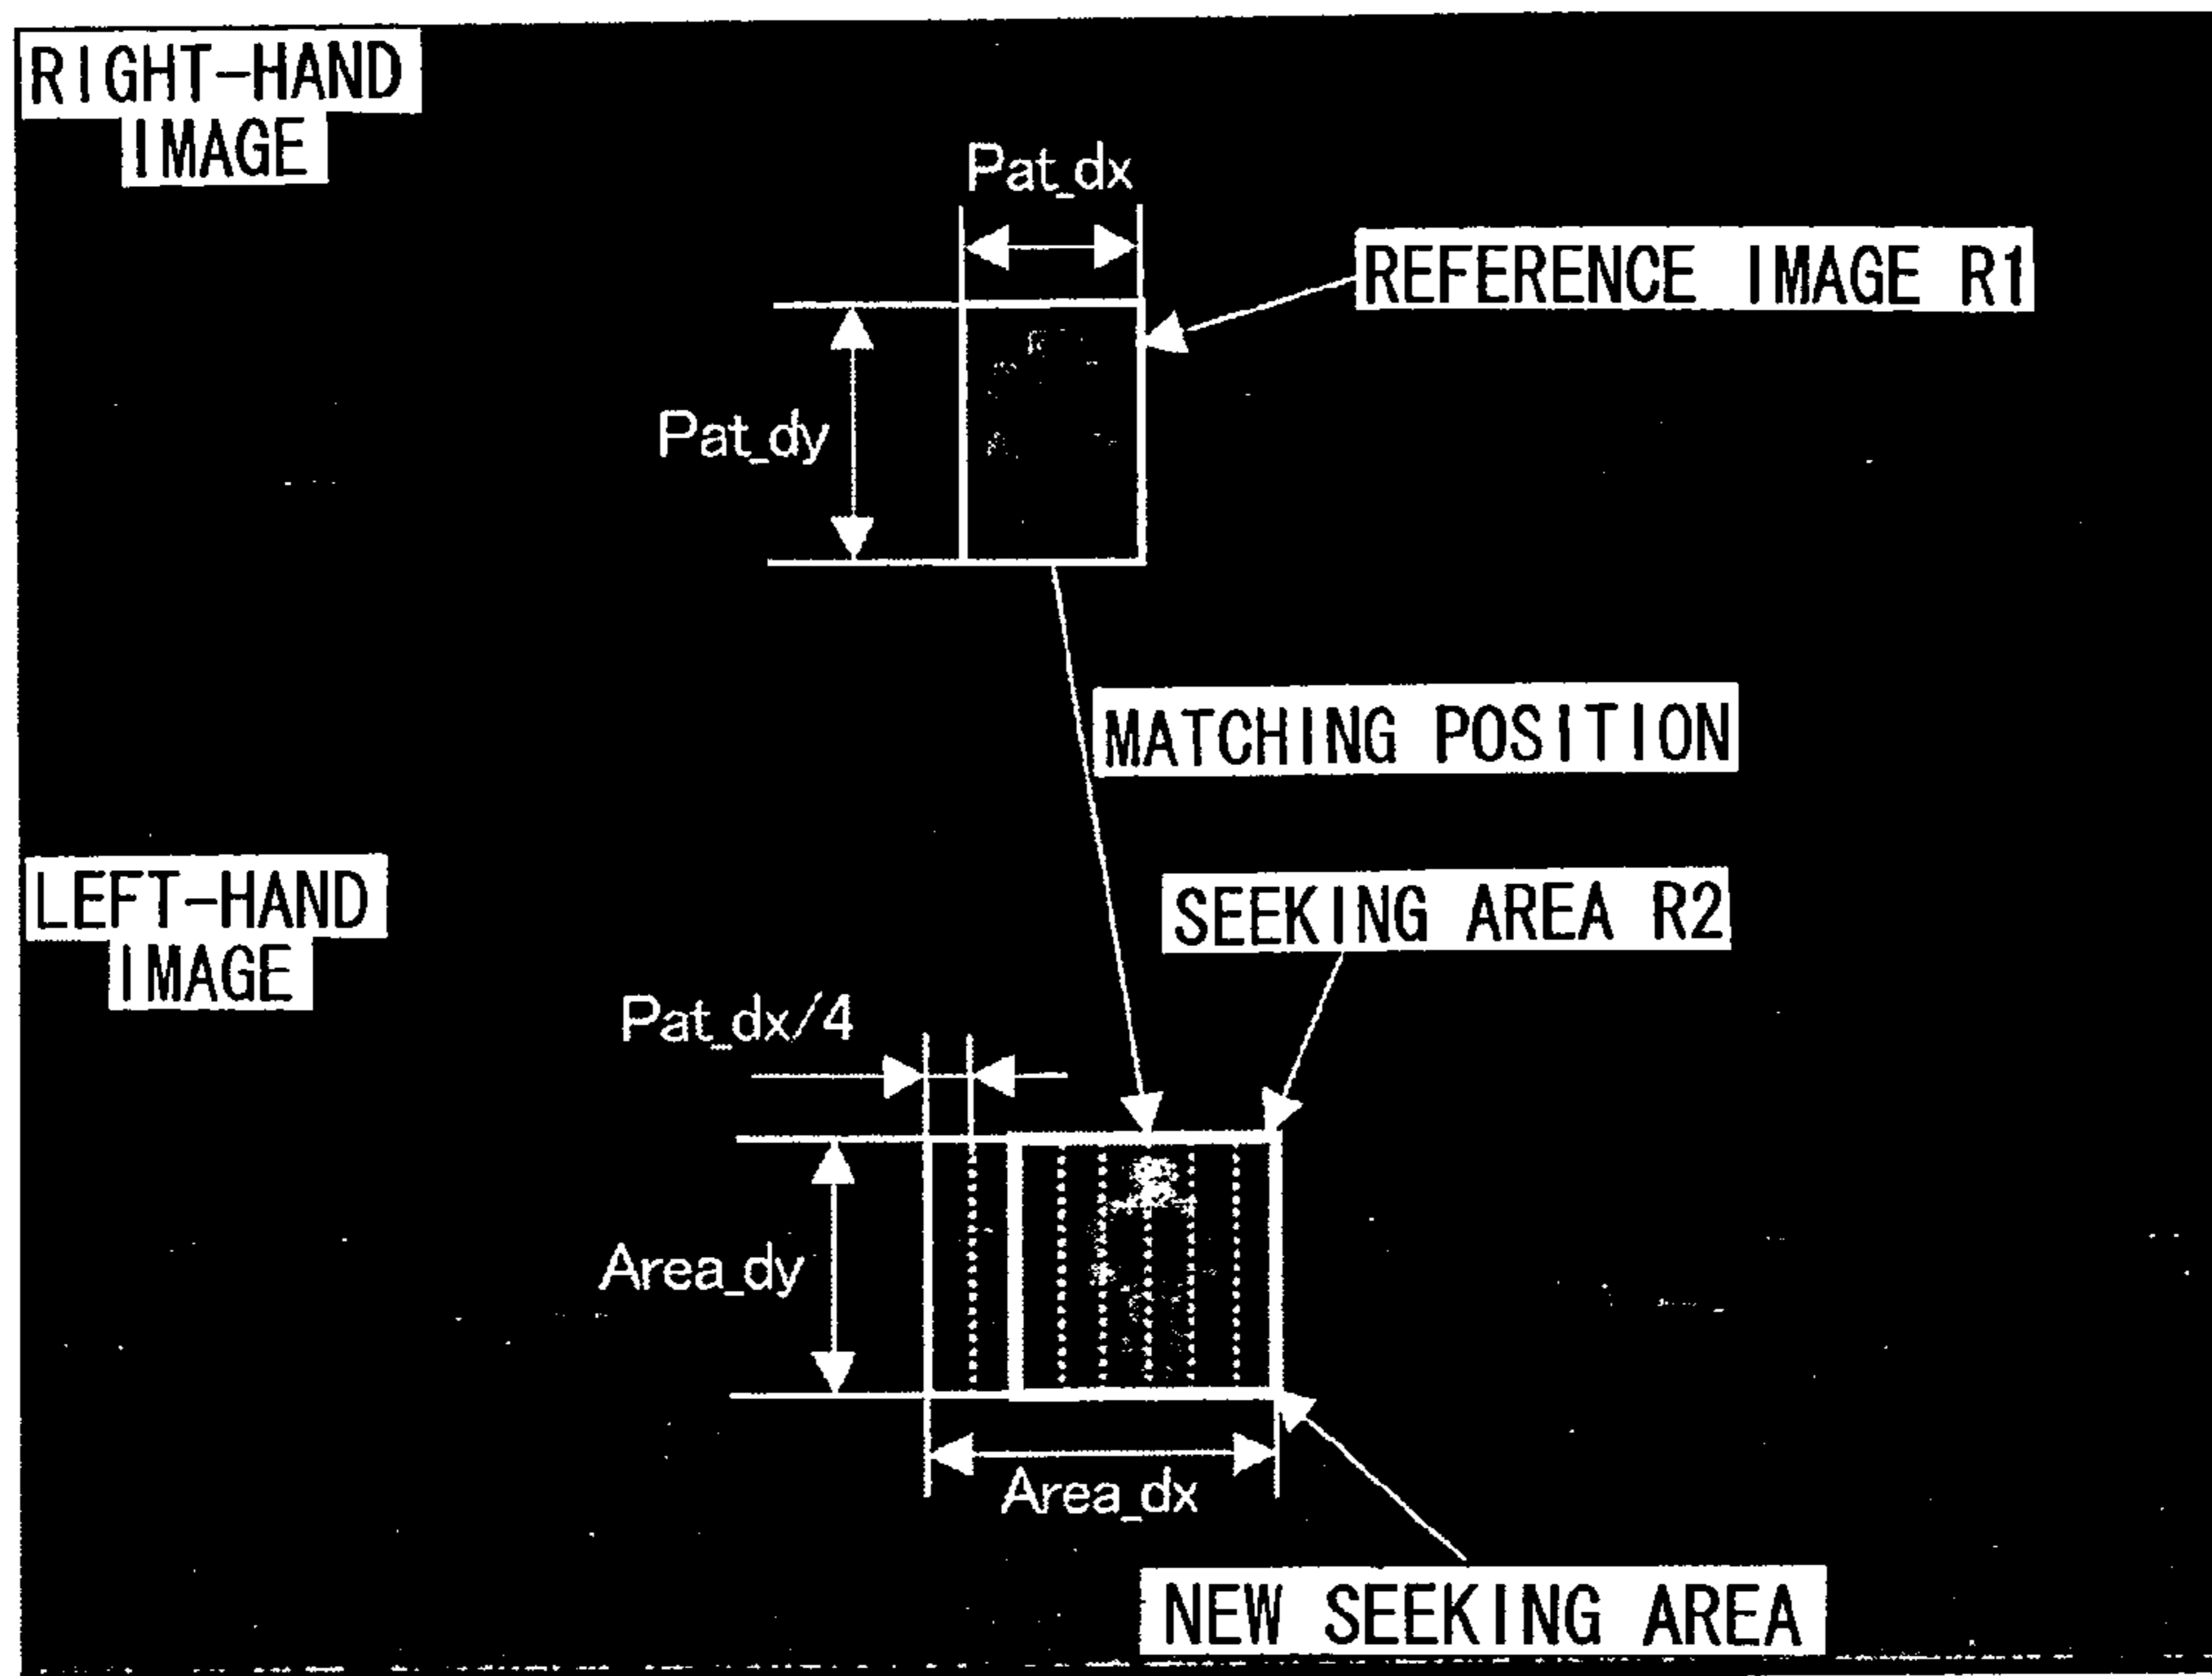 RIGHT-HAND
IMAGE
Pat_dx
REFERENCE IMAGE R1
Pat_dy
MATCHING POSITION
LEFT-HAND
IMAGE
SEEKING AREA R2
Pat_dx/4
Area_dy
Area_dx
NEW SEEKING AREA